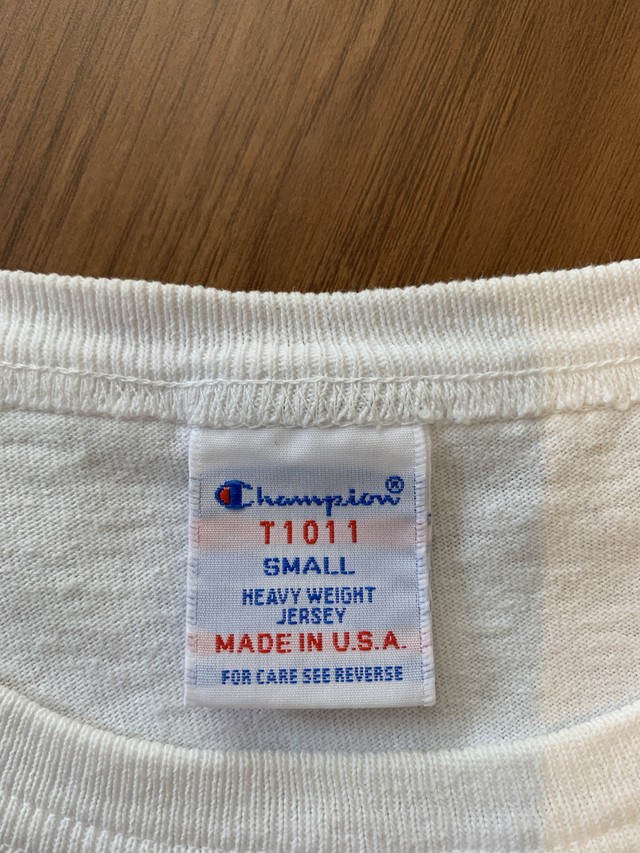 Champion®
T1011
SMALL
HEAVY WEIGHT
JERSEY
MADE IN U.S.A.
FOR CARE SEE REVERSE